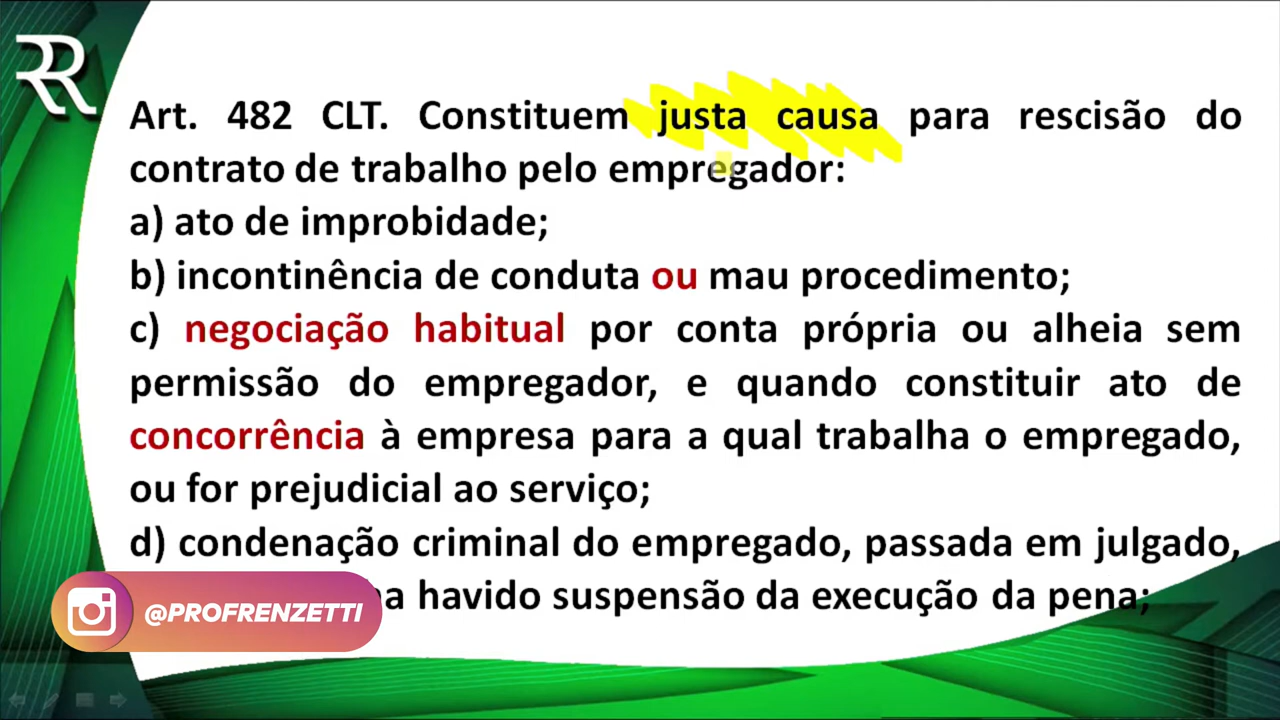 Art. 482 CLT. Constituem justa causa para rescisão do
contrato de trabalho pelo empregador:
a) ato de improbidade;
b) incontinência de conduta ou mau procedimento;
c) negociação habitual por conta própria ou alheia sem
permissão do empregador, e quando constituir ato de
concorrência à empresa para a qual trabalha o empregado,
ou for prejudicial ao serviço;
d) condenação criminal do empregado, passada em julgado,
havido suspensão da execução da pena;
@PROFRENZETTI